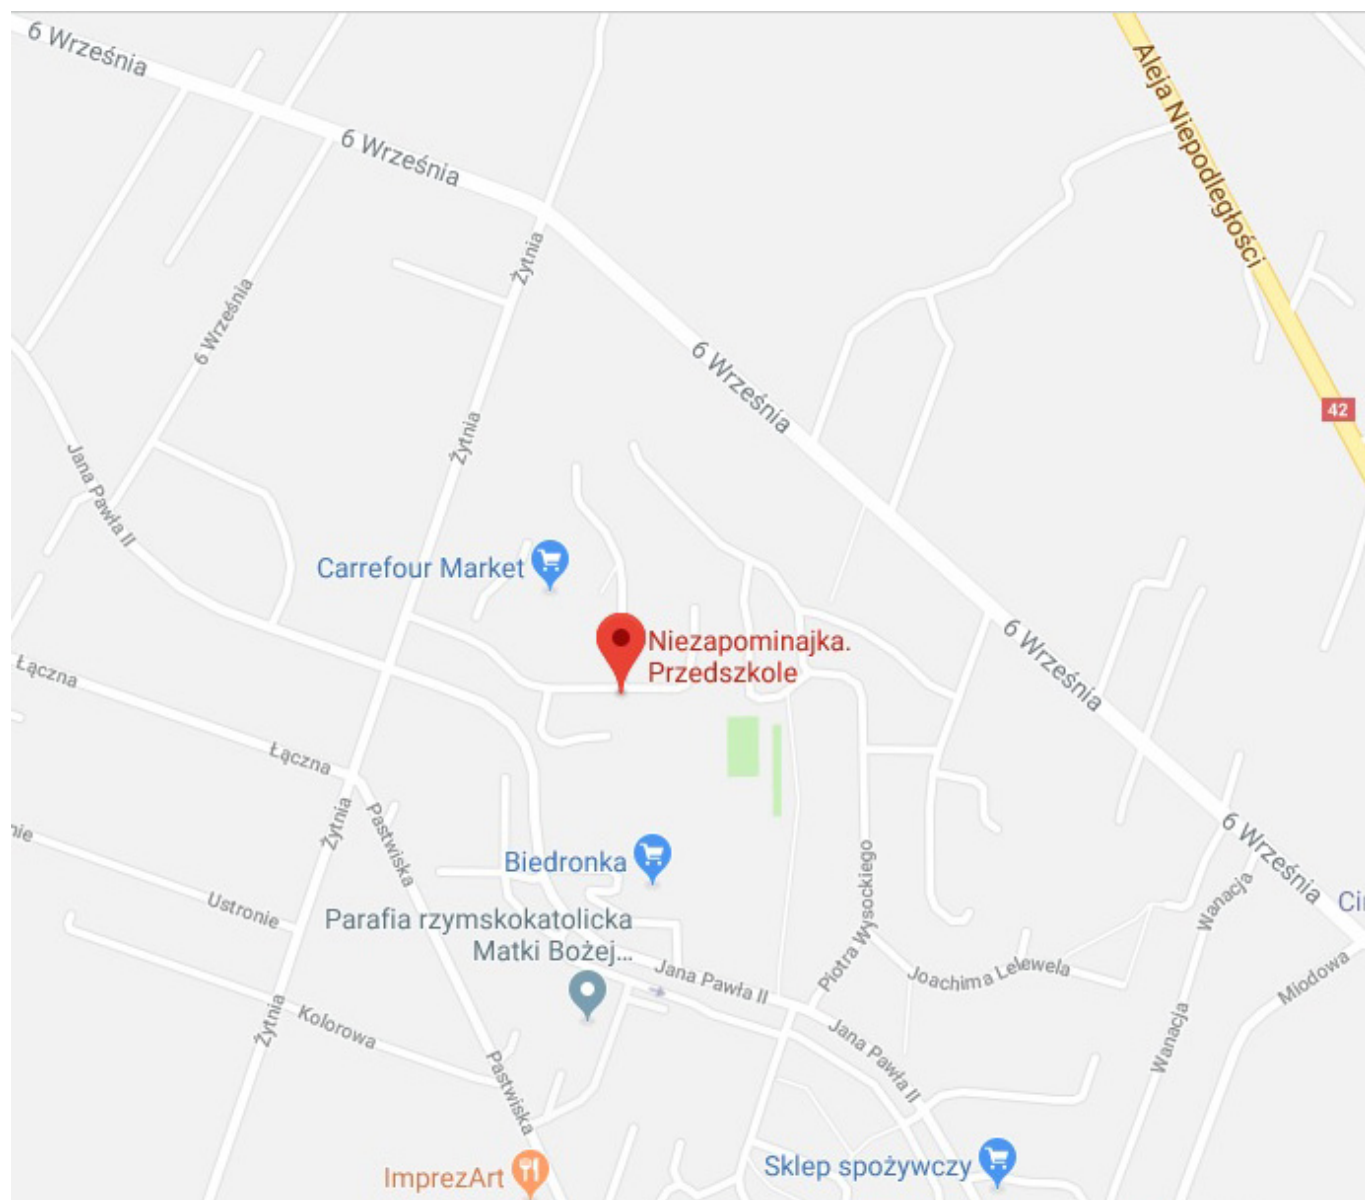 6 Września
Aleja Niepodległości
6 Września
Żytnia
6 Września
6 Września
42
Żytnia
Jana Pawła II
Carrefour Market
Niezapominajka.
Przedszkole
6 Września
Łączna
Łączna
Żytnia
Pastwiska
nie
Biedronka
6 Września
Piotra Wysockiego
Wanacja
Cir
Ustronie
Parafia rzymskokatolicka
Matki Bożej...
Jana Pawła II
Joachima Lelewela
Miodowa
Żytnia
Kolorowa
Jana Pawła II
Wanacja
Pastwiska
ImprezArt
Sklep spożywczy